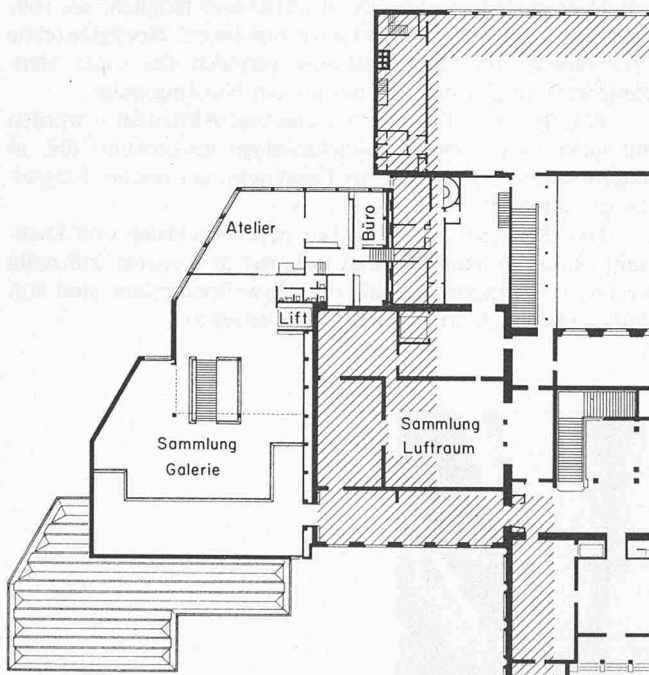 Atelier
Büro
Lift
Sammlung
Galerie
Sammlung
Luftraum